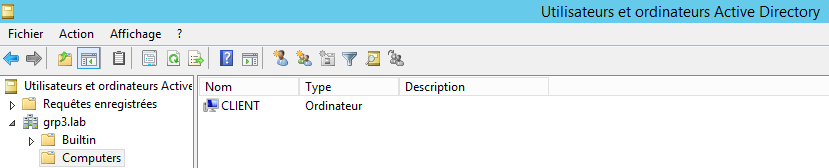 Utilisateurs et ordinateurs Active Directory
Fichier Action Affichage ?
Utilisateurs et ordinateurs Active
Requêtes enregistrées
grp3.lab
Builtin
Computers
Nom Type Description
CLIENT Ordinateur